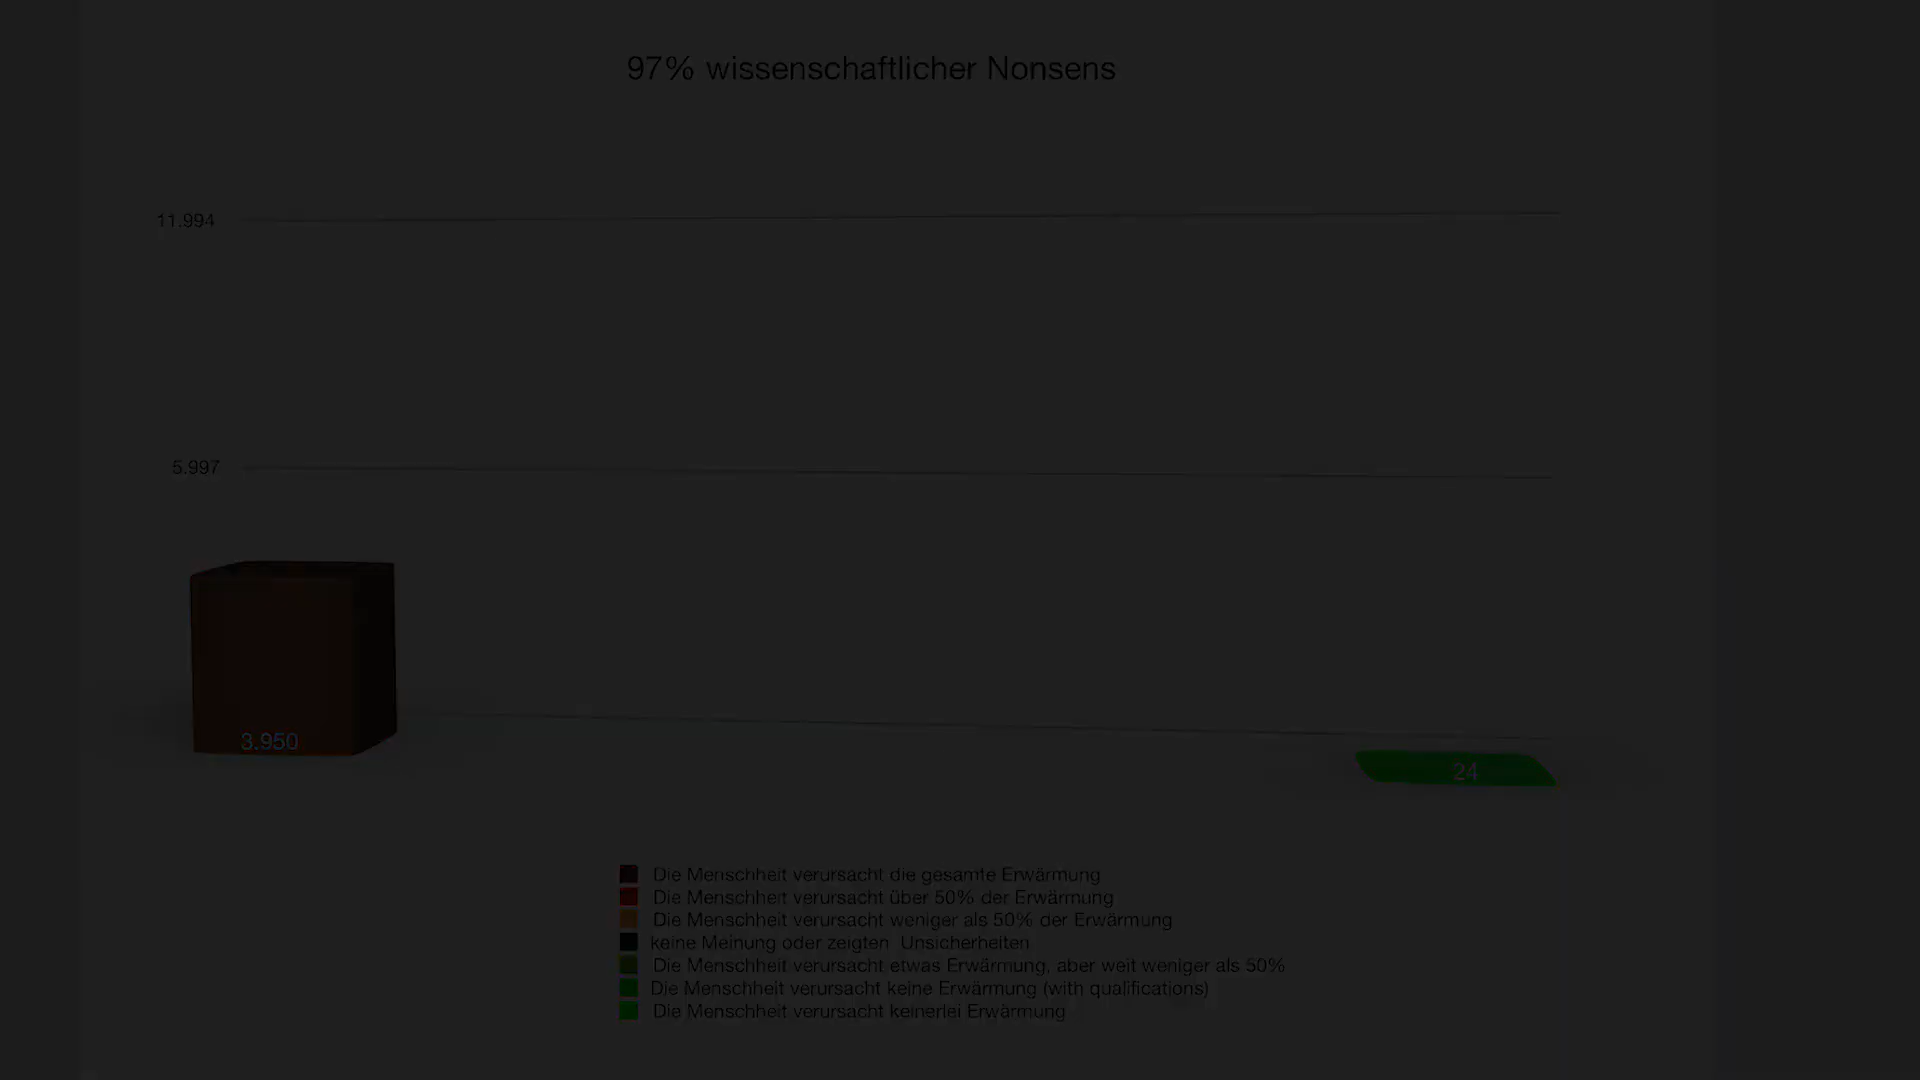 97% wissenschaftlicher Nonsens
11.994
5.997
3.950
24
Die Menschheit verursacht die gesamte Erwärmung
Die Menschheit verursacht über 50% der Erwärmung
Die Menschheit verursacht weniger als 50% der Erwärmung
keine Meinung oder zeigten Unsicherheiten
Die Menschheit verursacht etwas Erwärmung, aber weit weniger als 50%
Die Menschheit verursacht keine Erwärmung (with qualifications)
Die Menschheit verursacht keinerlei Erwärmung